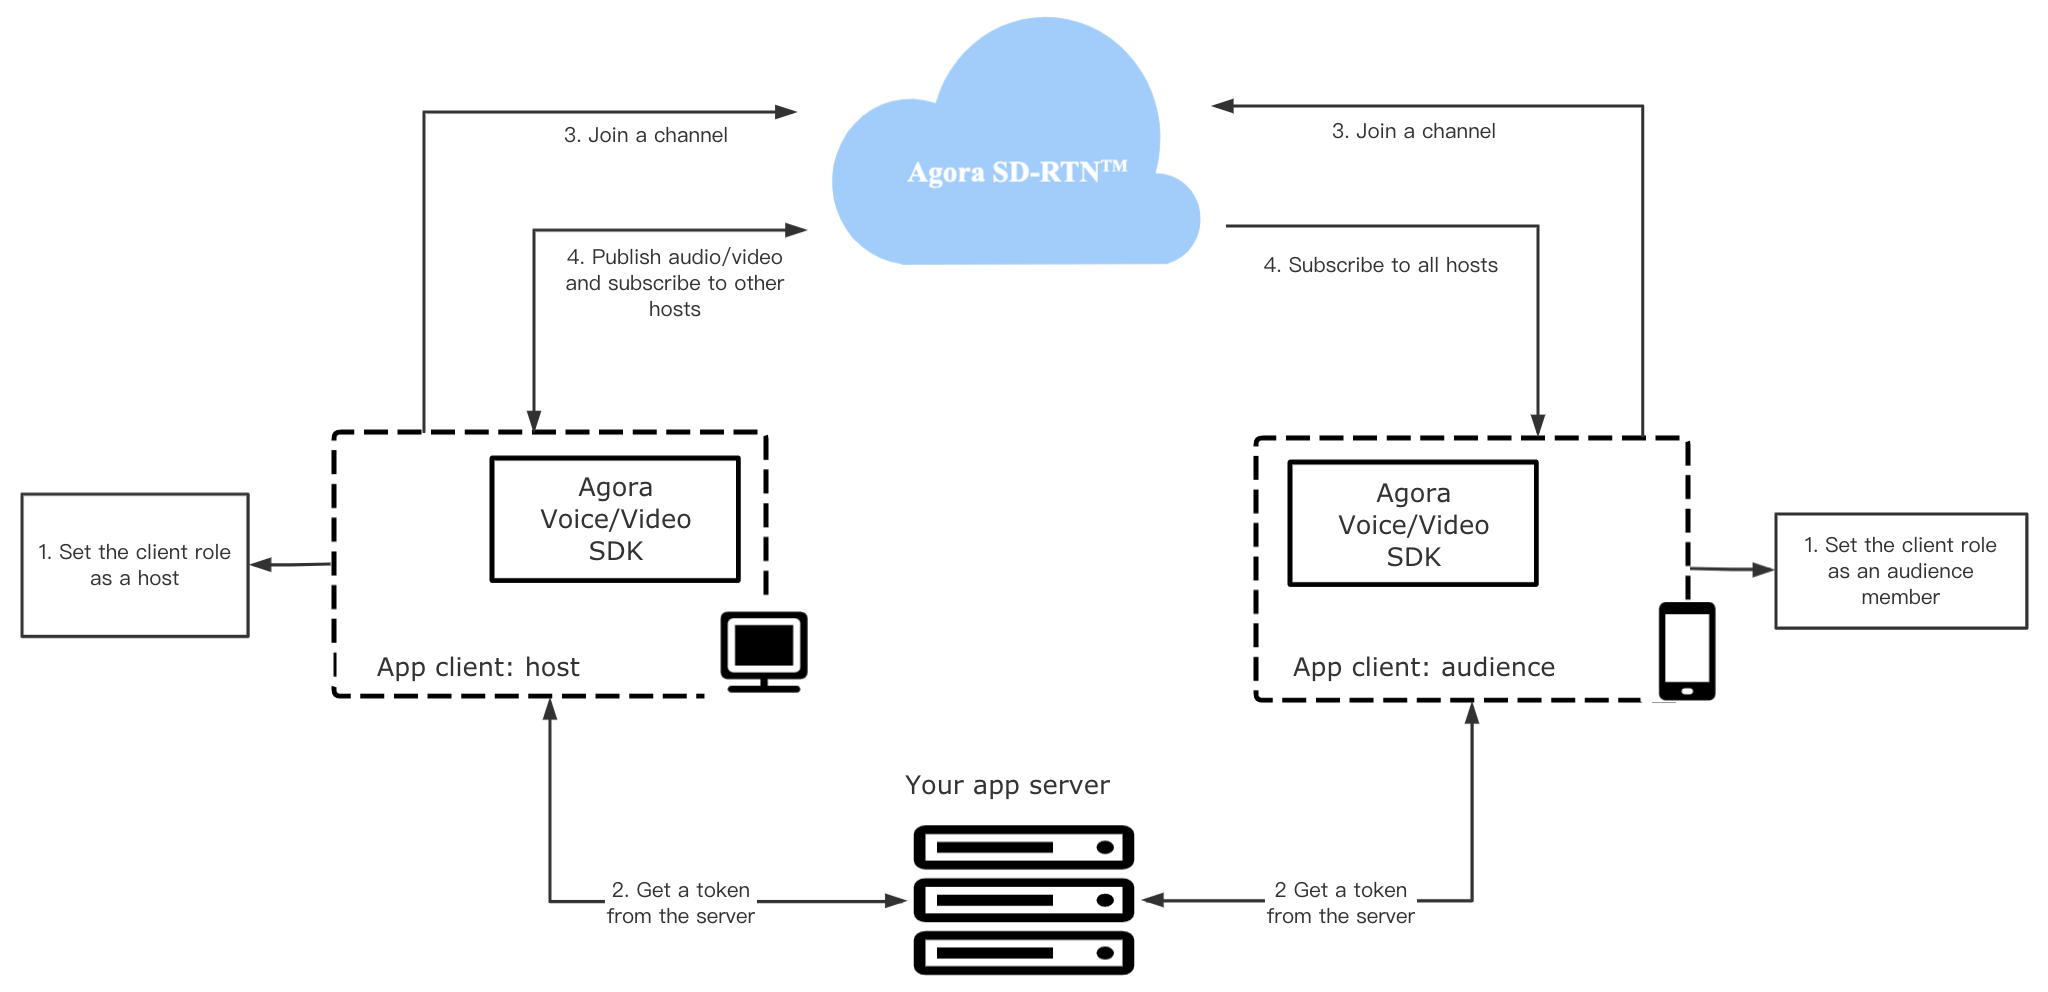 3. Join a channel
3. Join a channel
Agora SD-RTN™
4. Publish audio/video
and subscribe to other
hosts
4. Subscribe to all hosts
Agora
Voice/Video
SDK
Agora
Voice/Video
SDK
1. Set the client role
as a host
1. Set the client role
as an audience
member
App client: host
App client: audience
Your app server
2. Get a token
from the server
2 Get a token
from the server